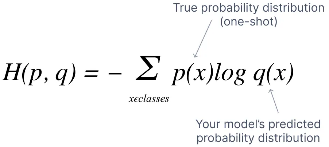 True probability distribution
(one-shot)
H(p, q) = − Σ p(x)log q(x)
xεclasses
Your model's predicted
probability distribution